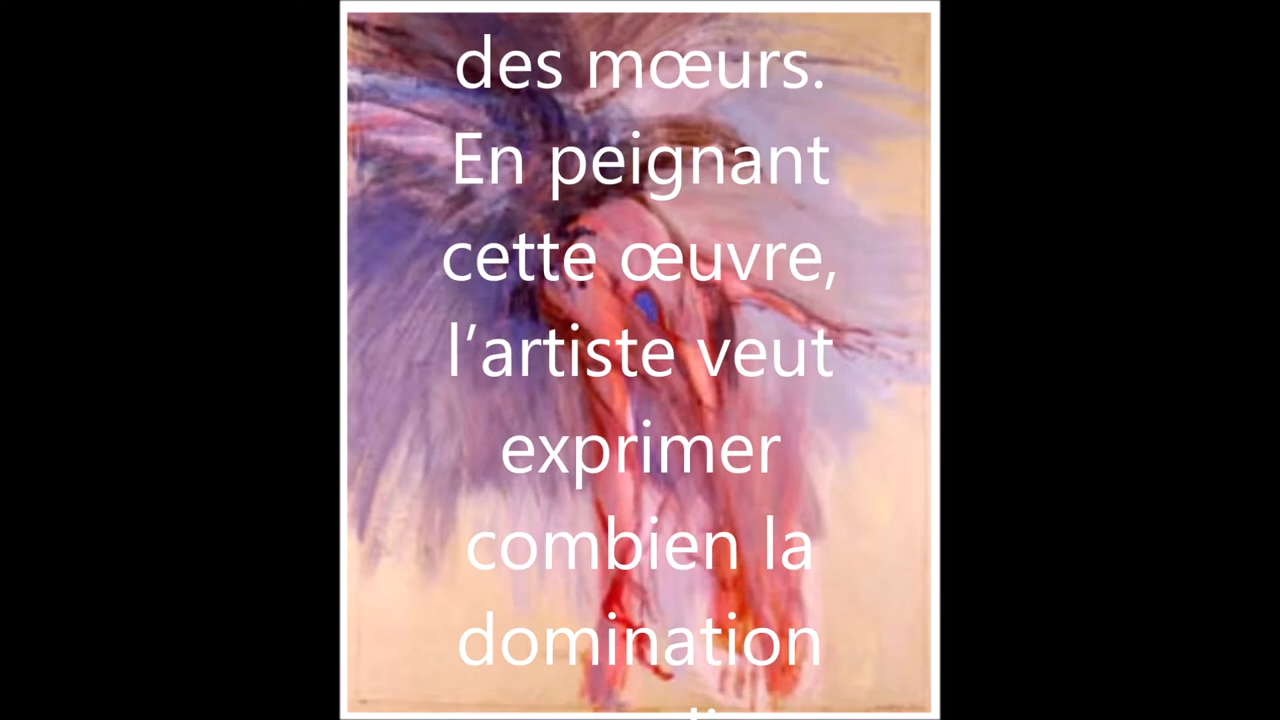 des mœurs.
En peignant
cette œuvre,
l’artiste veut
exprimer
combien la
domination